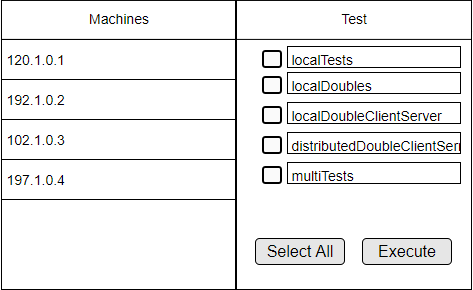 Machines
Test
120.1.0.1
192.1.0.2
102.1.0.3
197.1.0.4
localTests
localDoubles
localDoubleClientServer
distributedDoubleClientSer
multiTests
Select All
Execute